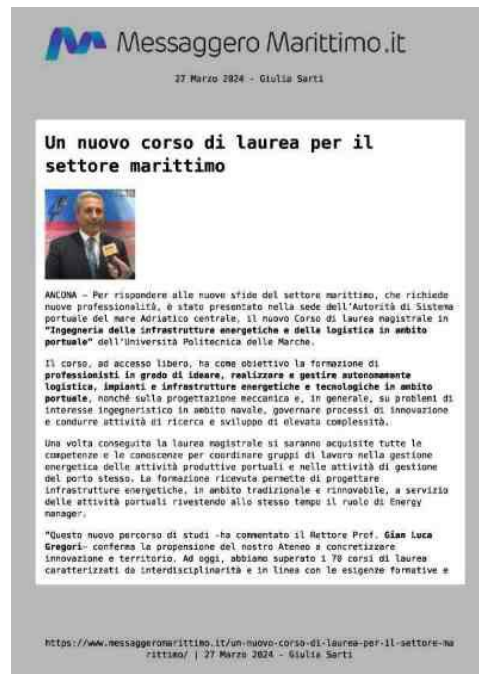 Messaggero Marittimo.it
27 Marzo 2024 - Giulia Sarti
Un nuovo corso di laurea per il
settore marittimo
ANCONA – Per rispondere alle nuove sfide del settore marittimo, che richiede
nuove professionalità, è stato presentato nella sede dell'Autorità di Sistema
portuale del mare Adriatico centrale, il nuovo Corso di laurea magistrale in
"Ingegneria delle infrastrutture energetiche e della logistica in ambito
portuale" dell'Università Politecnica delle Marche.
Il corso, ad accesso libero, ha come obiettivo la formazione di
professionisti in grado di ideare, realizzare e gestire autonomamente
logistica, impianti e infrastrutture energetiche e tecnologiche in ambito
portuale, nonché sulla progettazione meccanica e, in generale, su problemi di
interesse ingegneristico in ambito navale, governare processi di innovazione
e condurre attività di ricerca e sviluppo di elevata complessità.
Una volta conseguita la laurea magistrale si saranno acquisite tutte le
competenze e le conoscenze per coordinare gruppi di lavoro nella gestione
energetica delle attività produttive portuali e nelle attività di gestione
del porto stesso. La formazione ricevuta permette di progettare
infrastrutture energetiche, in ambito tradizionale e rinnovabile, a servizio
delle attività portuali rivestendo allo stesso tempo il ruolo di Energy
manager.
"Questo nuovo percorso di studi -ha commentato il Rettore Prof. Gian Luca
Gregori- conferma la propensione del nostro Ateneo a concretizzare
innovazione e territorio. Ad oggi, abbiamo superato i 70 corsi di laurea
caratterizzati da interdisciplinarità e in linea con le esigenze formative e
https://www.messaggeromarittimo.it/un-nuovo-corso-di-laurea-per-il-settore-ma
rittimo/ | 27 Marzo 2024 - Giulia Sarti